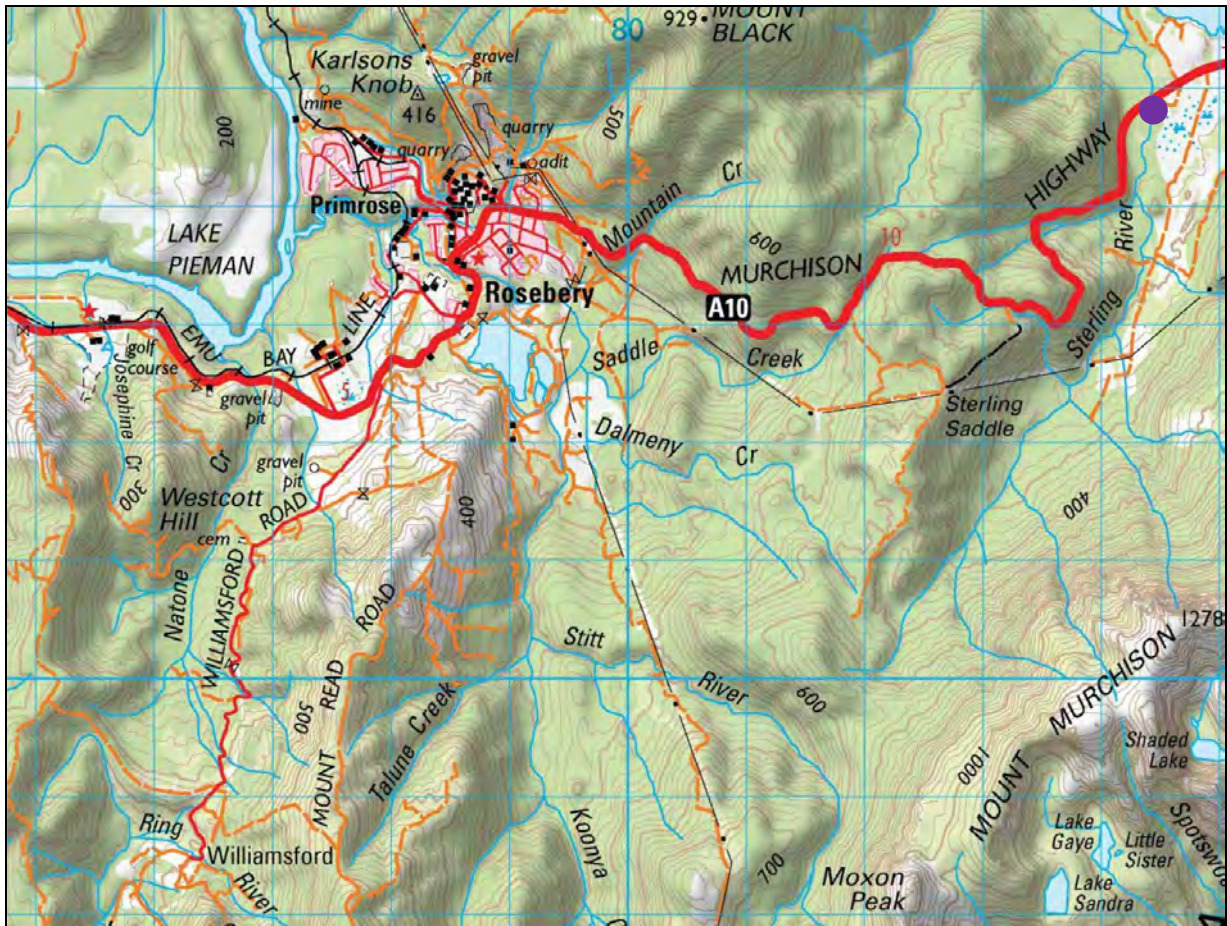 80
929
MOUNT
BLACK
Karlsons
Knob
416
gravel
pit
mine
200
500
quarry
quarry
adit
Primrose
Mountain
Cr
HIGHWAY
River
LAKE
PIEMAN
600
MURCHISON
10
Rosebery
A10
EMU
BAY
LINE
Saddle
Creek
Sterling
golf
course
Josephine
Cr
gravel
pit
5
Sterling
Saddle
Dalmeny
Cr
gravel
pit
300
Cr
Westcott
Hill
ROAD
400
400
cem
WILLIAMSFORD
Natone
ROAD
Stitt
River
1278
MOUNT
MURCHISON
READ
500
MOUNT
Talune Creek
600
1000
Shaded
Lake
Ring
River
Williamsford
Koonya
700
Moxon
Peak
Lake
Gaye
Little
Sister
Lake
Sandra